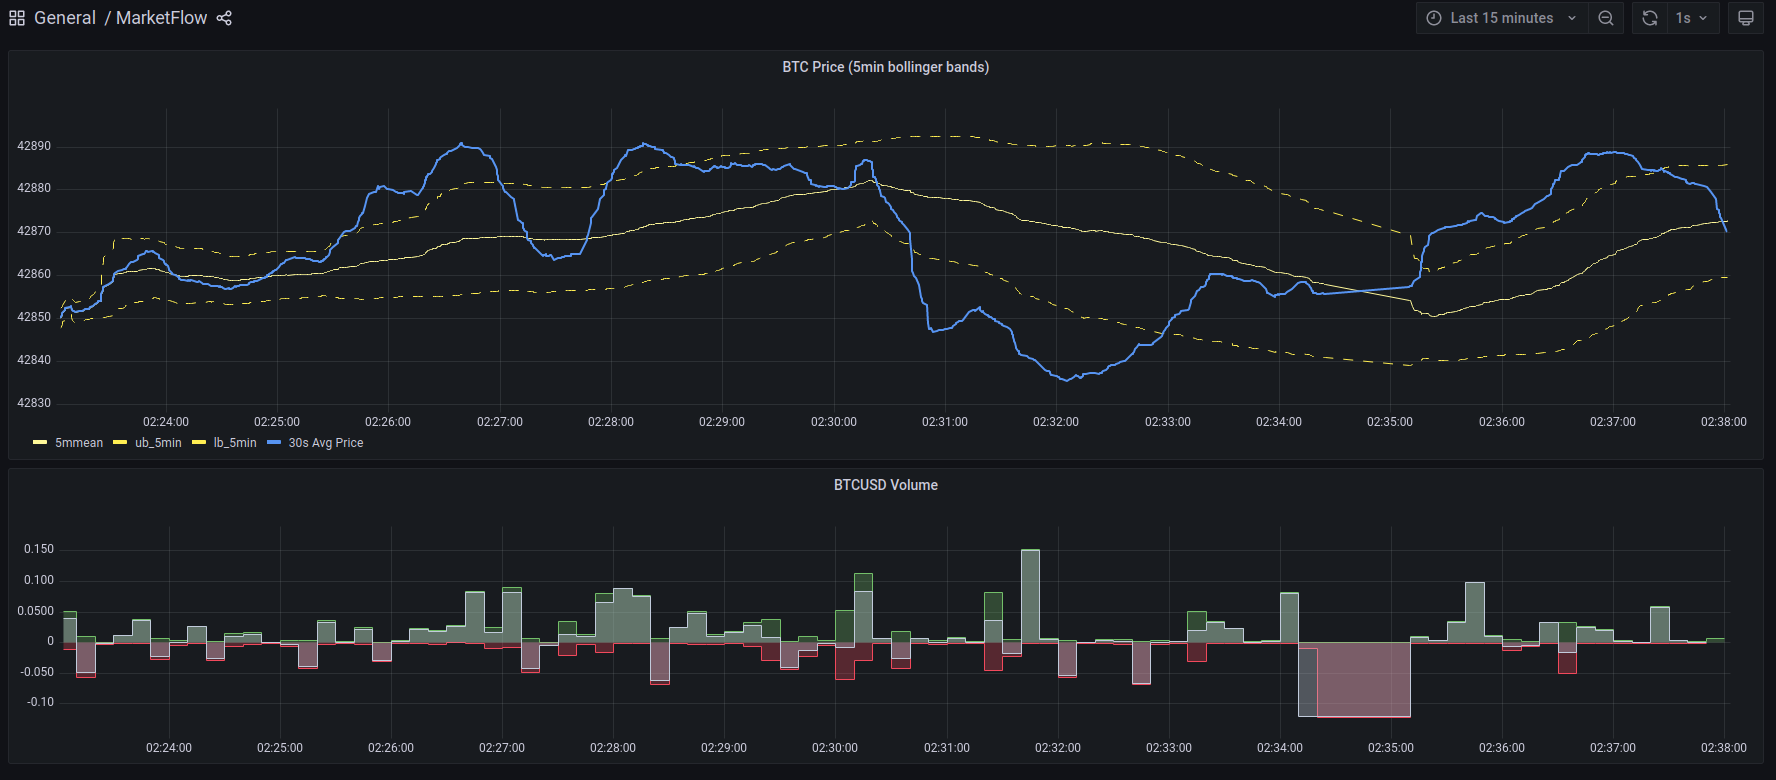 General / MarketFlow
Last 15 minutes
1s
BTC Price (5min bollinger bands)
42890
42880
42870
42860
42850
42840
42830
02:24:00 02:25:00 02:26:00 02:27:00 02:28:00 02:29:00 02:30:00 02:31:00 02:32:00 02:33:00 02:34:00 02:35:00 02:36:00 02:37:00 02:38:00
5mmean ub_5min lb_5min 30s Avg Price
BTCUSD Volume
0.150
0.100
0.0500
0
-0.050
-0.10
02:24:00 02:25:00 02:26:00 02:27:00 02:28:00 02:29:00 02:30:00 02:31:00 02:32:00 02:33:00 02:34:00 02:35:00 02:36:00 02:37:00 02:38:00